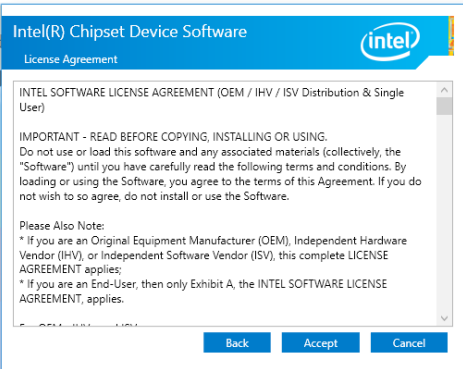 Intel(R) Chipset Device Software
intel
License Agreement
INTEL SOFTWARE LICENSE AGREEMENT (OEM / IHV / ISV Distribution & Single
User)
IMPORTANT - READ BEFORE COPYING, INSTALLING OR USING.
Do not use or load this software and any associated materials (collectively, the
"Software") until you have carefully read the following terms and conditions. By
loading or using the Software, you agree to the terms of this Agreement. If you do
not wish to so agree, do not install or use the Software.
Please Also Note:
* If you are an Original Equipment Manufacturer (OEM), Independent Hardware
Vendor (IHV), or Independent Software Vendor (ISV), this complete LICENSE
AGREEMENT applies;
* If you are an End-User, then only Exhibit A, the INTEL SOFTWARE LICENSE
AGREEMENT, applies.
Back Accept Cancel